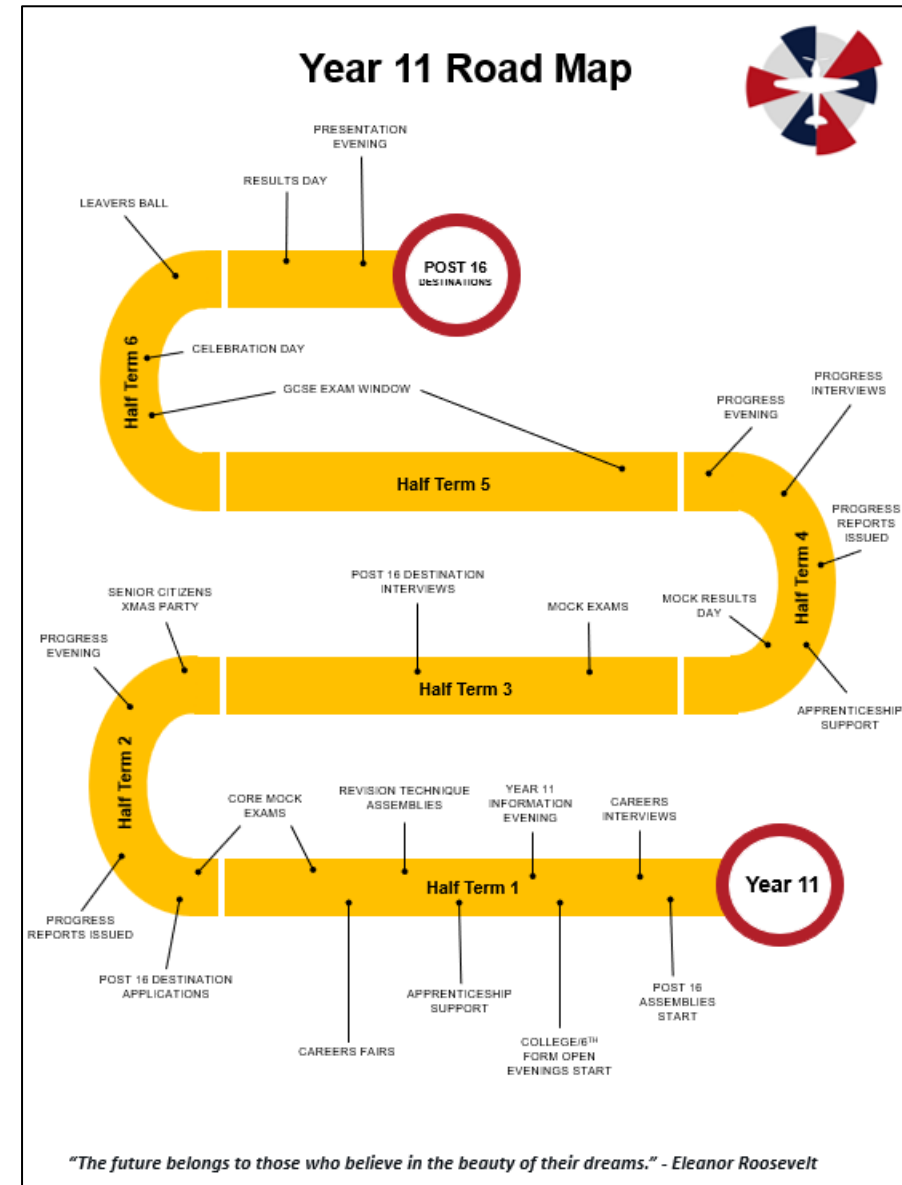 Year 11 Road Map
PRESENTATION
EVENING
RESULTS DAY
LEAVERS BALL
POST 16
DESTINATIONS
Half Term 6
CELEBRATION DAY
GCSE EXAM WINDOW
PROGRESS
INTERVIEWS
PROGRESS
EVENING
Half Term 5
PROGRESS
REPORTS
ISSUED
Half Term 4
MOCK RESULTS
DAY
APPRENTICESHIP
SUPPORT
POST 16 DESTINATION
INTERVIEWS
MOCK EXAMS
Half Term 3
SENIOR CITIZENS
XMAS PARTY
PROGRESS
EVENING
Half Term 2
PROGRESS
REPORTS ISSUED
POST 16 DESTINATION
APPLICATIONS
CORE MOCK
EXAMS
REVISION TECHNIQUE
ASSEMBLIES
YEAR 11
INFORMATION
EVENING
CAREERS
INTERVIEWS
Half Term 1
Year 11
CAREERS FAIRS
APPRENTICESHIP
SUPPORT
COLLEGE/6TH
FORM OPEN
EVENINGS START
POST 16
ASSEMBLIES
START
"The future belongs to those who believe in the beauty of their dreams." - Eleanor Roosevelt